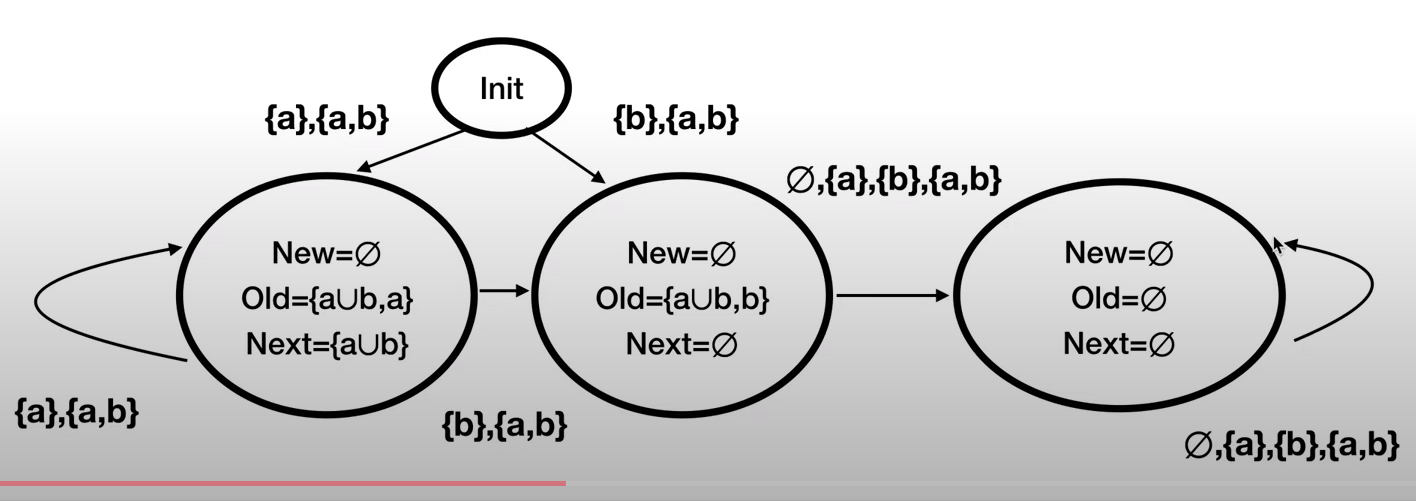 Init
{a},{a,b}
{b},{a,b}
∅,{a},{b},{a,b}
New=∅
Old={a∪b,a}
Next={a∪b}
New=∅
Old={a∪b,b}
Next=∅
New=∅
Old=∅
Next=∅
{a},{a,b}
{b},{a,b}
∅,{a},{b},{a,b}